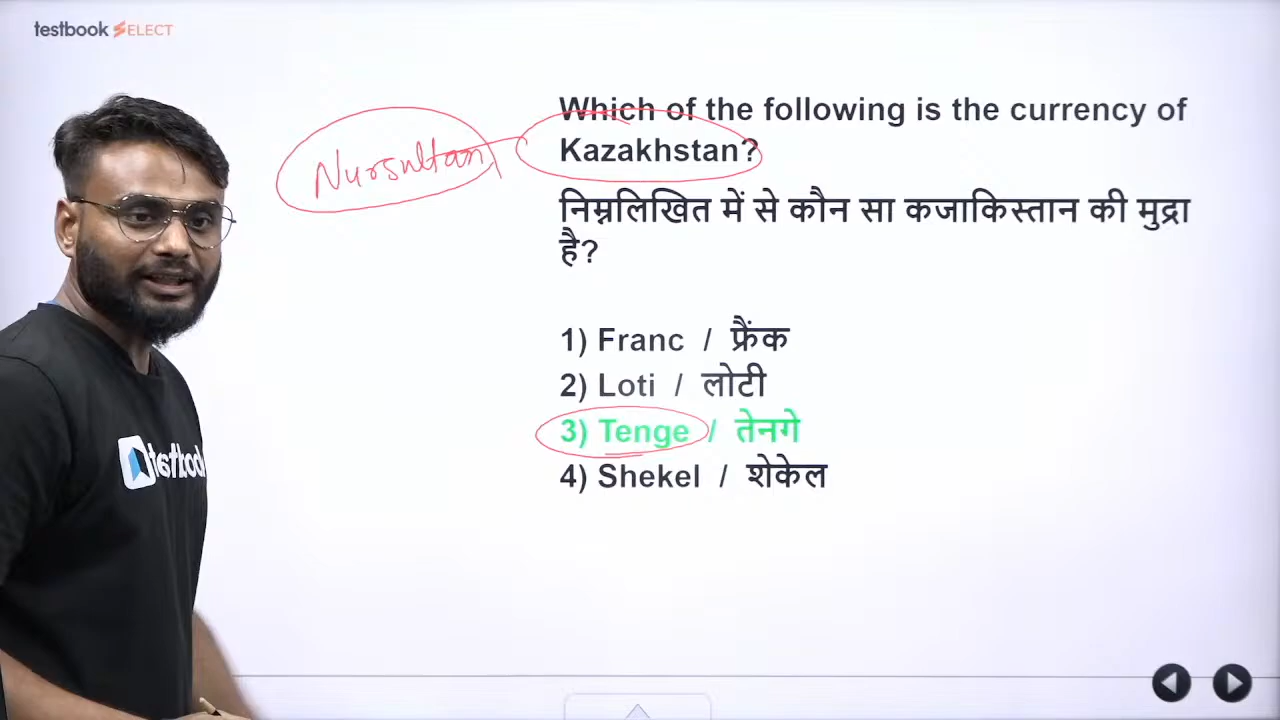 testbook SELECT
Which of the following is the currency of
Kazakhstan?
Nursultan
निम्नलिखित में से कौन सा कजाकिस्तान की मुद्रा
है?
1) Franc / फ्रैंक
2) Loti / लोटी
3) Tenge / तेनगे
4) Shekel / शेकेल
testbook